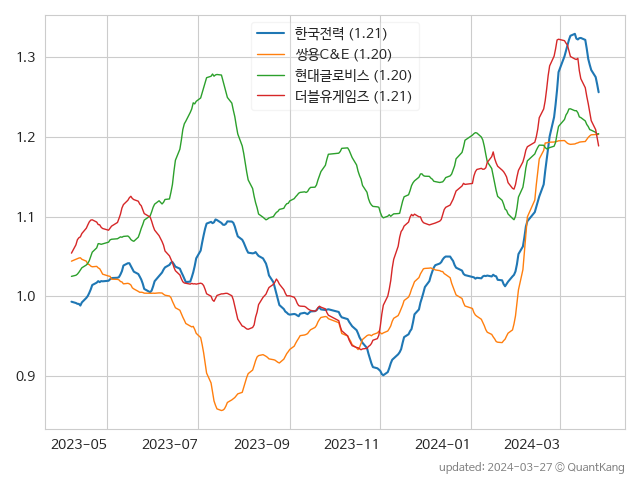 한국전력 (1.21)
쌍용C&E (1.20)
현대글로비스 (1.20)
더블유게임즈 (1.21)
1.3
1.2
1.1
1.0
0.9
2023-05 2023-07 2023-09 2023-11 2024-01 2024-03
updated: 2024-03-27 © QuantKang